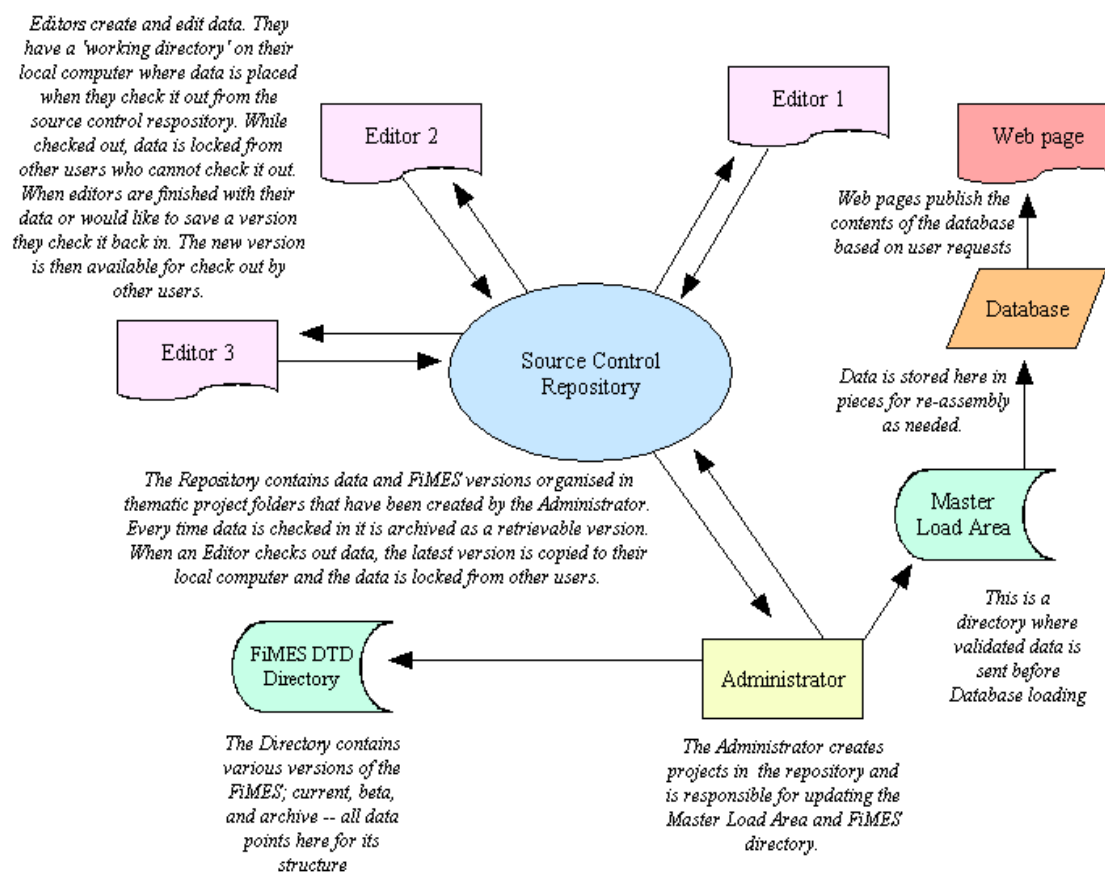 Editors create and edit data. They
have a 'working directory' on their
local computer where data is placed
when they check it out from the
source control respository. While
checked out, data is locked from
other users who cannot check it out.
When editors are finished with their
data or would like to save a version
they check it back in. The new version
is then available for check out by
other users.
Editor 2
Editor 1
Web page
Web pages publish the
contents of the database
based on user requests
Database
Editor 3
Source Control
Repository
Data is stored here in
pieces for re-assembly
as needed.
The Repository contains data and FiMES versions organised in
thematic project folders that have been created by the Administrator.
Every time data is checked in it is archived as a retrievable version.
When an Editor checks out data, the latest version is copied to their
local computer and the data is locked from other users.
Master
Load Area
This is a
directory where
validated data is
sent before
Database loading
FiMES DTD
Directory
Administrator
The Directory contains
various versions of the
FiMES; current, beta,
and archive -- all data
points here for its
structure
The Administrator creates
projects in the repository and
is responsible for updating the
Master Load Area and FiMES
directory.